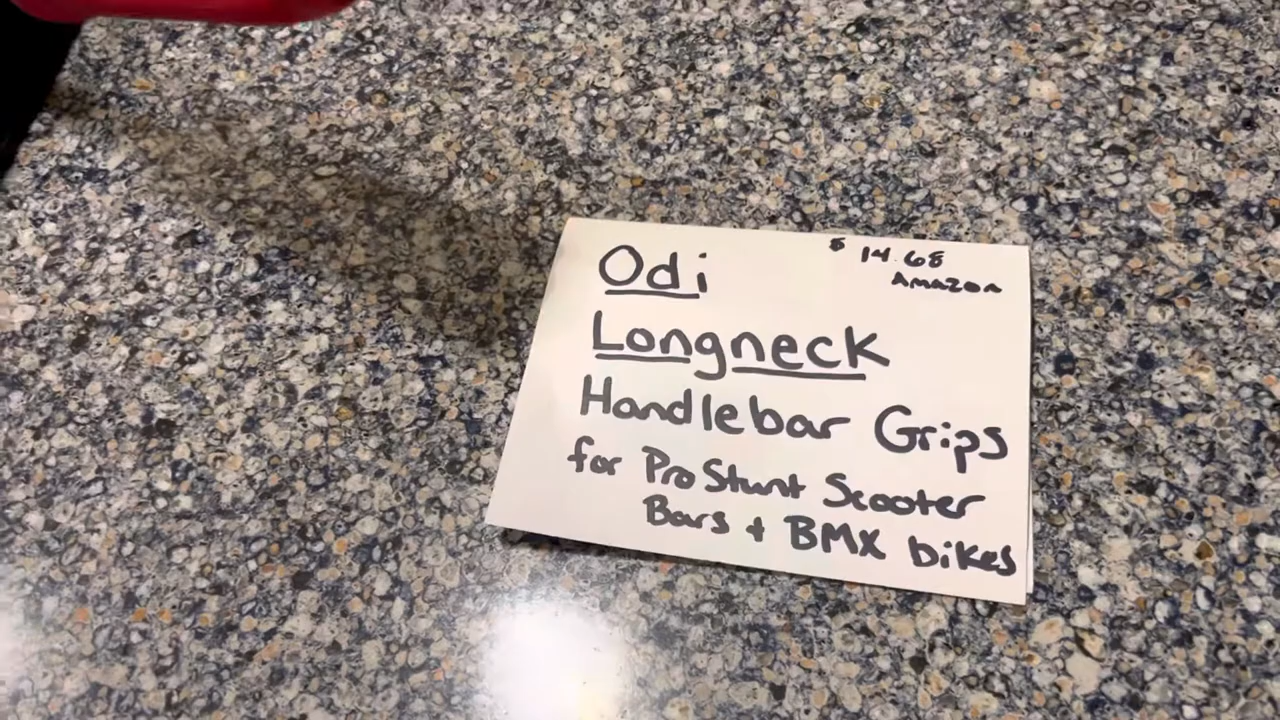 Odi
$ 14.68
Amazon
Longneck
Handlebar Grips
for Pro Stunt Scooter
Bars + BMX bikes